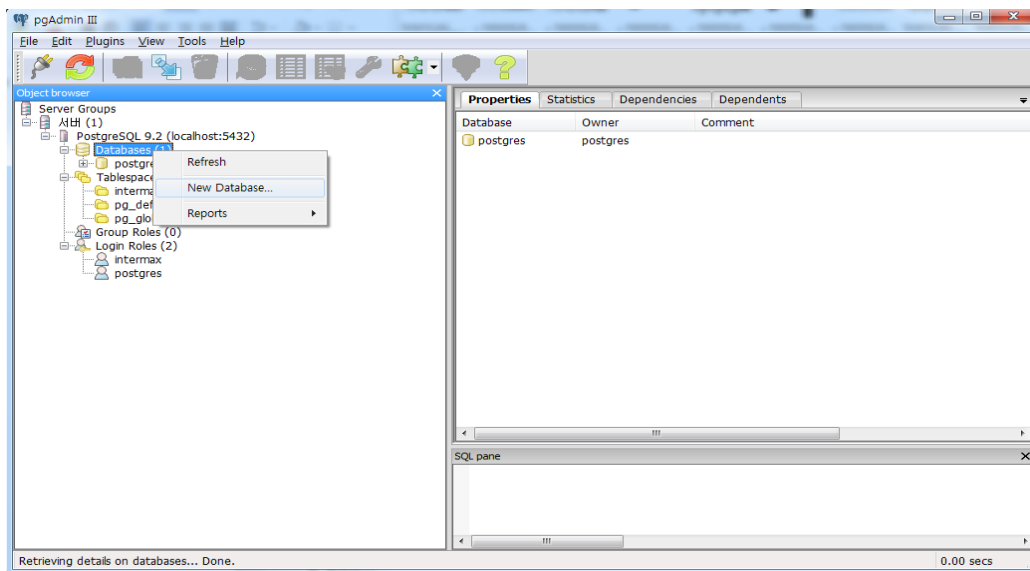 pgAdmin III
File Edit Plugins View Tools Help
Object browser
Server Groups
서버 (1)
PostgreSQL 9.2 (localhost:5432)
Databases (1)
postgre
Tablespace
interma
pg_def
pg_glo
Group Roles (0)
Login Roles (2)
intermax
postgres
Refresh
New Database...
Reports
Properties Statistics Dependencies Dependents
Database Owner Comment
postgres postgres
SQL pane
Retrieving details on databases... Done. 0.00 secs